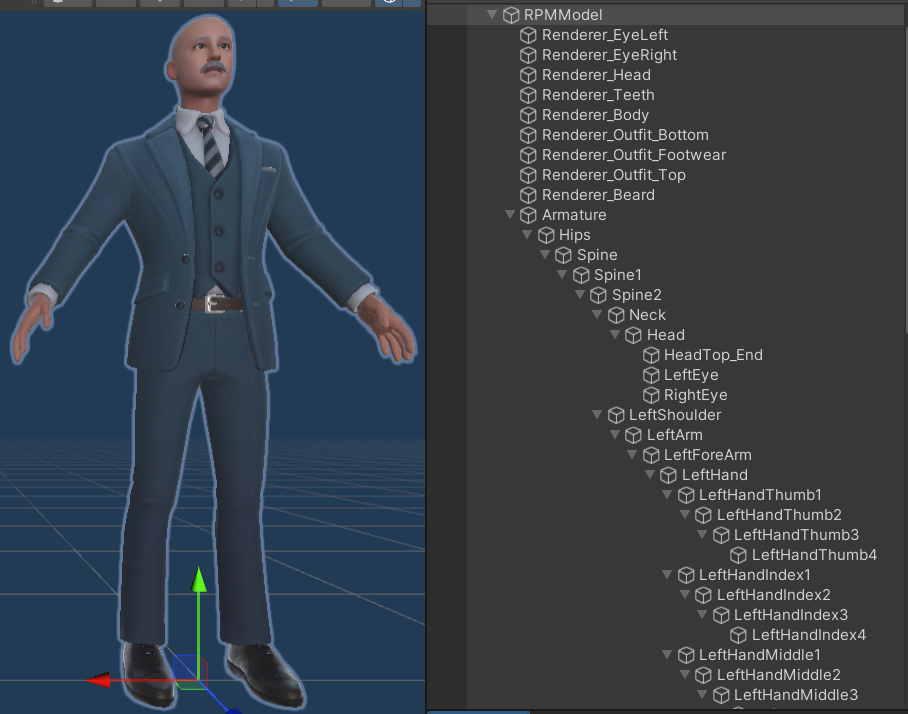 RPMModel
Renderer_EyeLeft
Renderer_EyeRight
Renderer_Head
Renderer_Teeth
Renderer_Body
Renderer_Outfit_Bottom
Renderer_Outfit_Footwear
Renderer_Outfit_Top
Renderer_Beard
Armature
Hips
Spine
Spine1
Spine2
Neck
Head
HeadTop_End
LeftEye
RightEye
LeftShoulder
LeftArm
LeftForeArm
LeftHand
LeftHandThumb1
LeftHandThumb2
LeftHandThumb3
LeftHandThumb4
LeftHandIndex1
LeftHandIndex2
LeftHandIndex3
LeftHandIndex4
LeftHandMiddle1
LeftHandMiddle2
LeftHandMiddle3